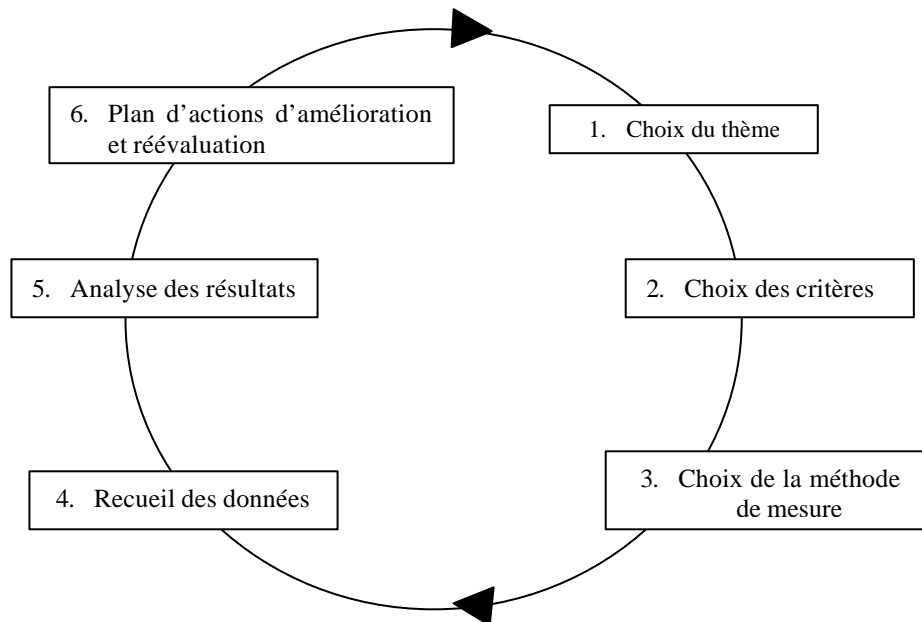 1. Choix du thème
2. Choix des critères
3. Choix de la méthode
de mesure
4. Recueil des données
5. Analyse des résultats
6. Plan d'actions d'amélioration
et réévaluation